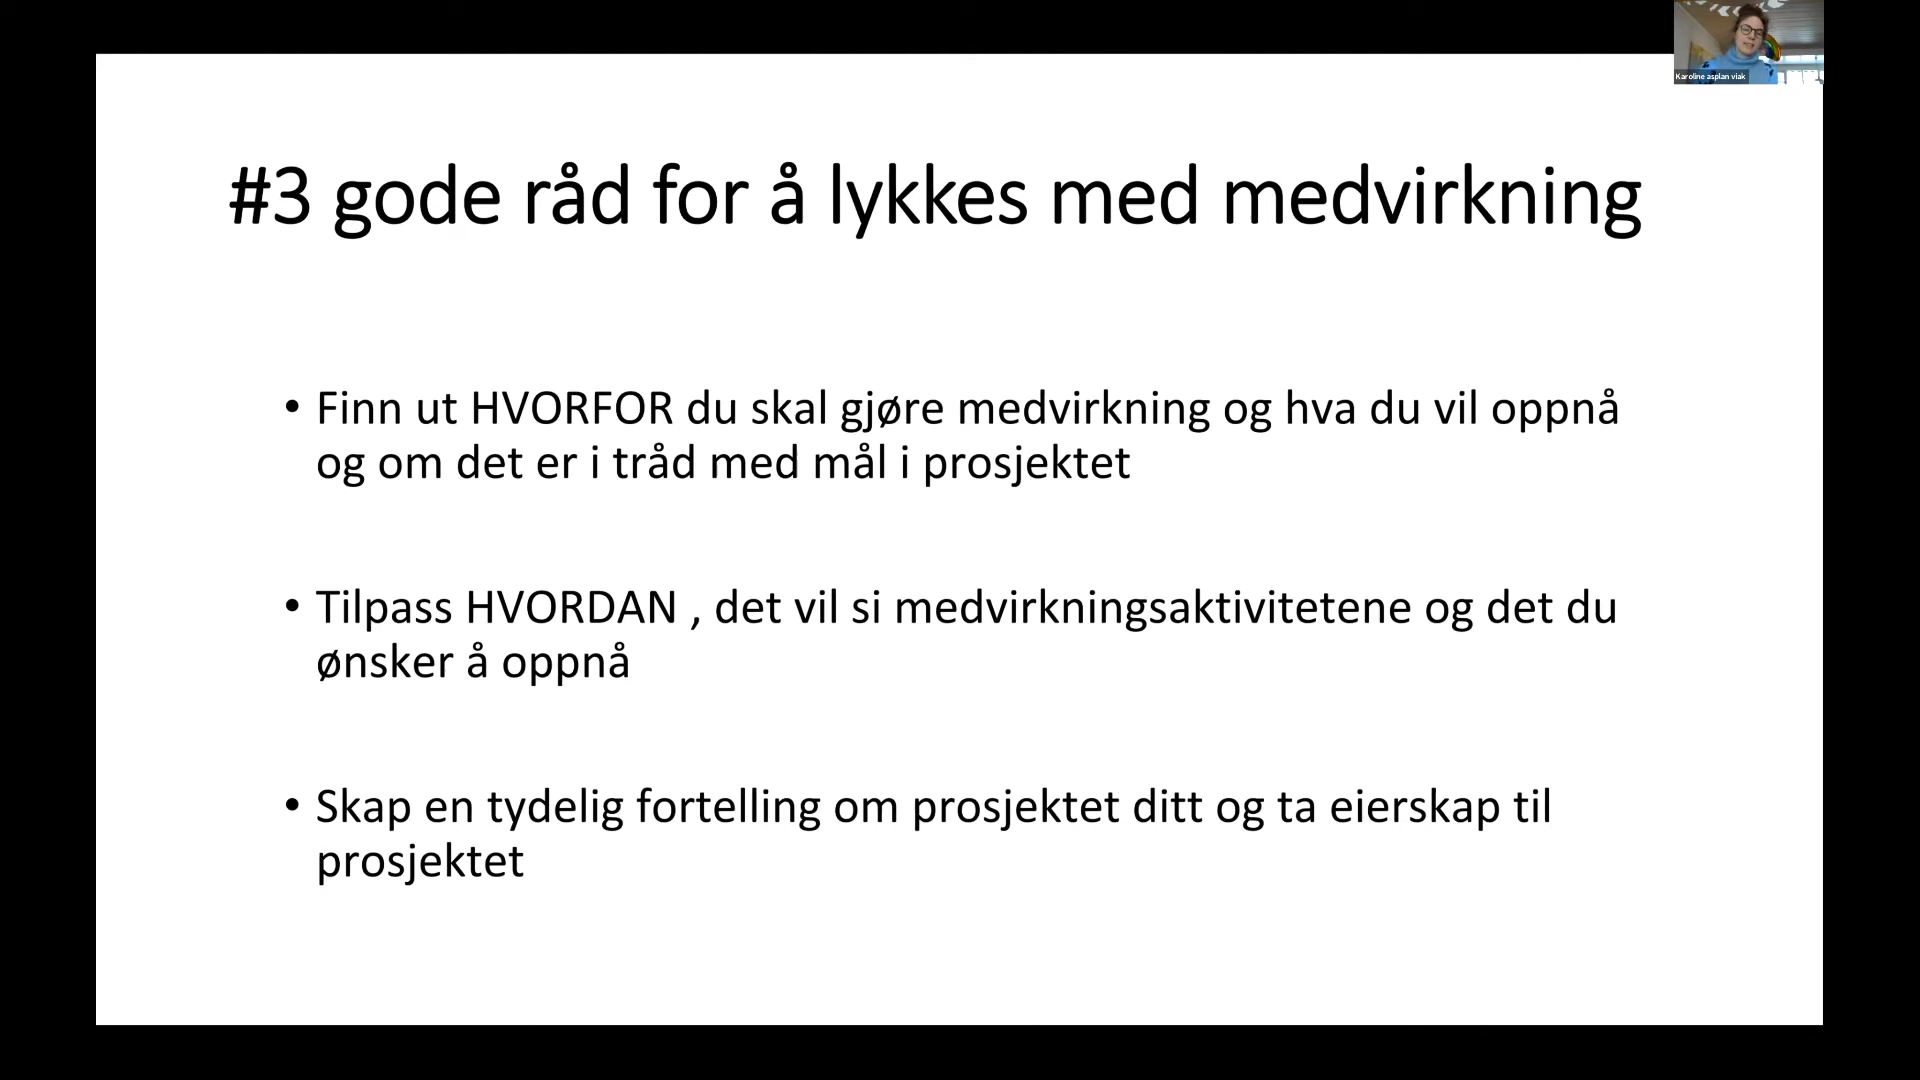 Karoline asplan viak
#3 gode råd for å lykkes med medvirkning
• Finn ut HVORFOR du skal gjøre medvirkning og hva du vil oppnå
og om det er i tråd med mål i prosjektet
• Tilpass HVORDAN , det vil si medvirkningsaktivitetene og det du
ønsker å oppnå
• Skap en tydelig fortelling om prosjektet ditt og ta eierskap til
prosjektet